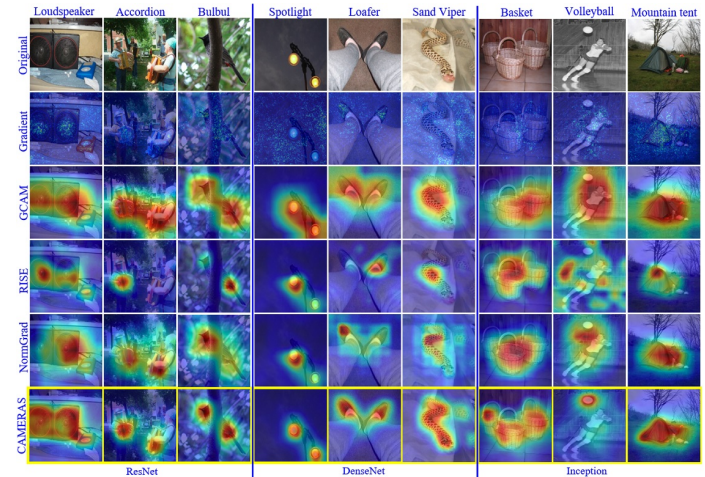 Loudspeaker Accordion Bulbul Spotlight Loafer Sand Viper Basket Volleyball Mountain tent
Original
Gradient
GCAM
RISE
NormGrad
CAMERAS
ResNet DenseNet Inception